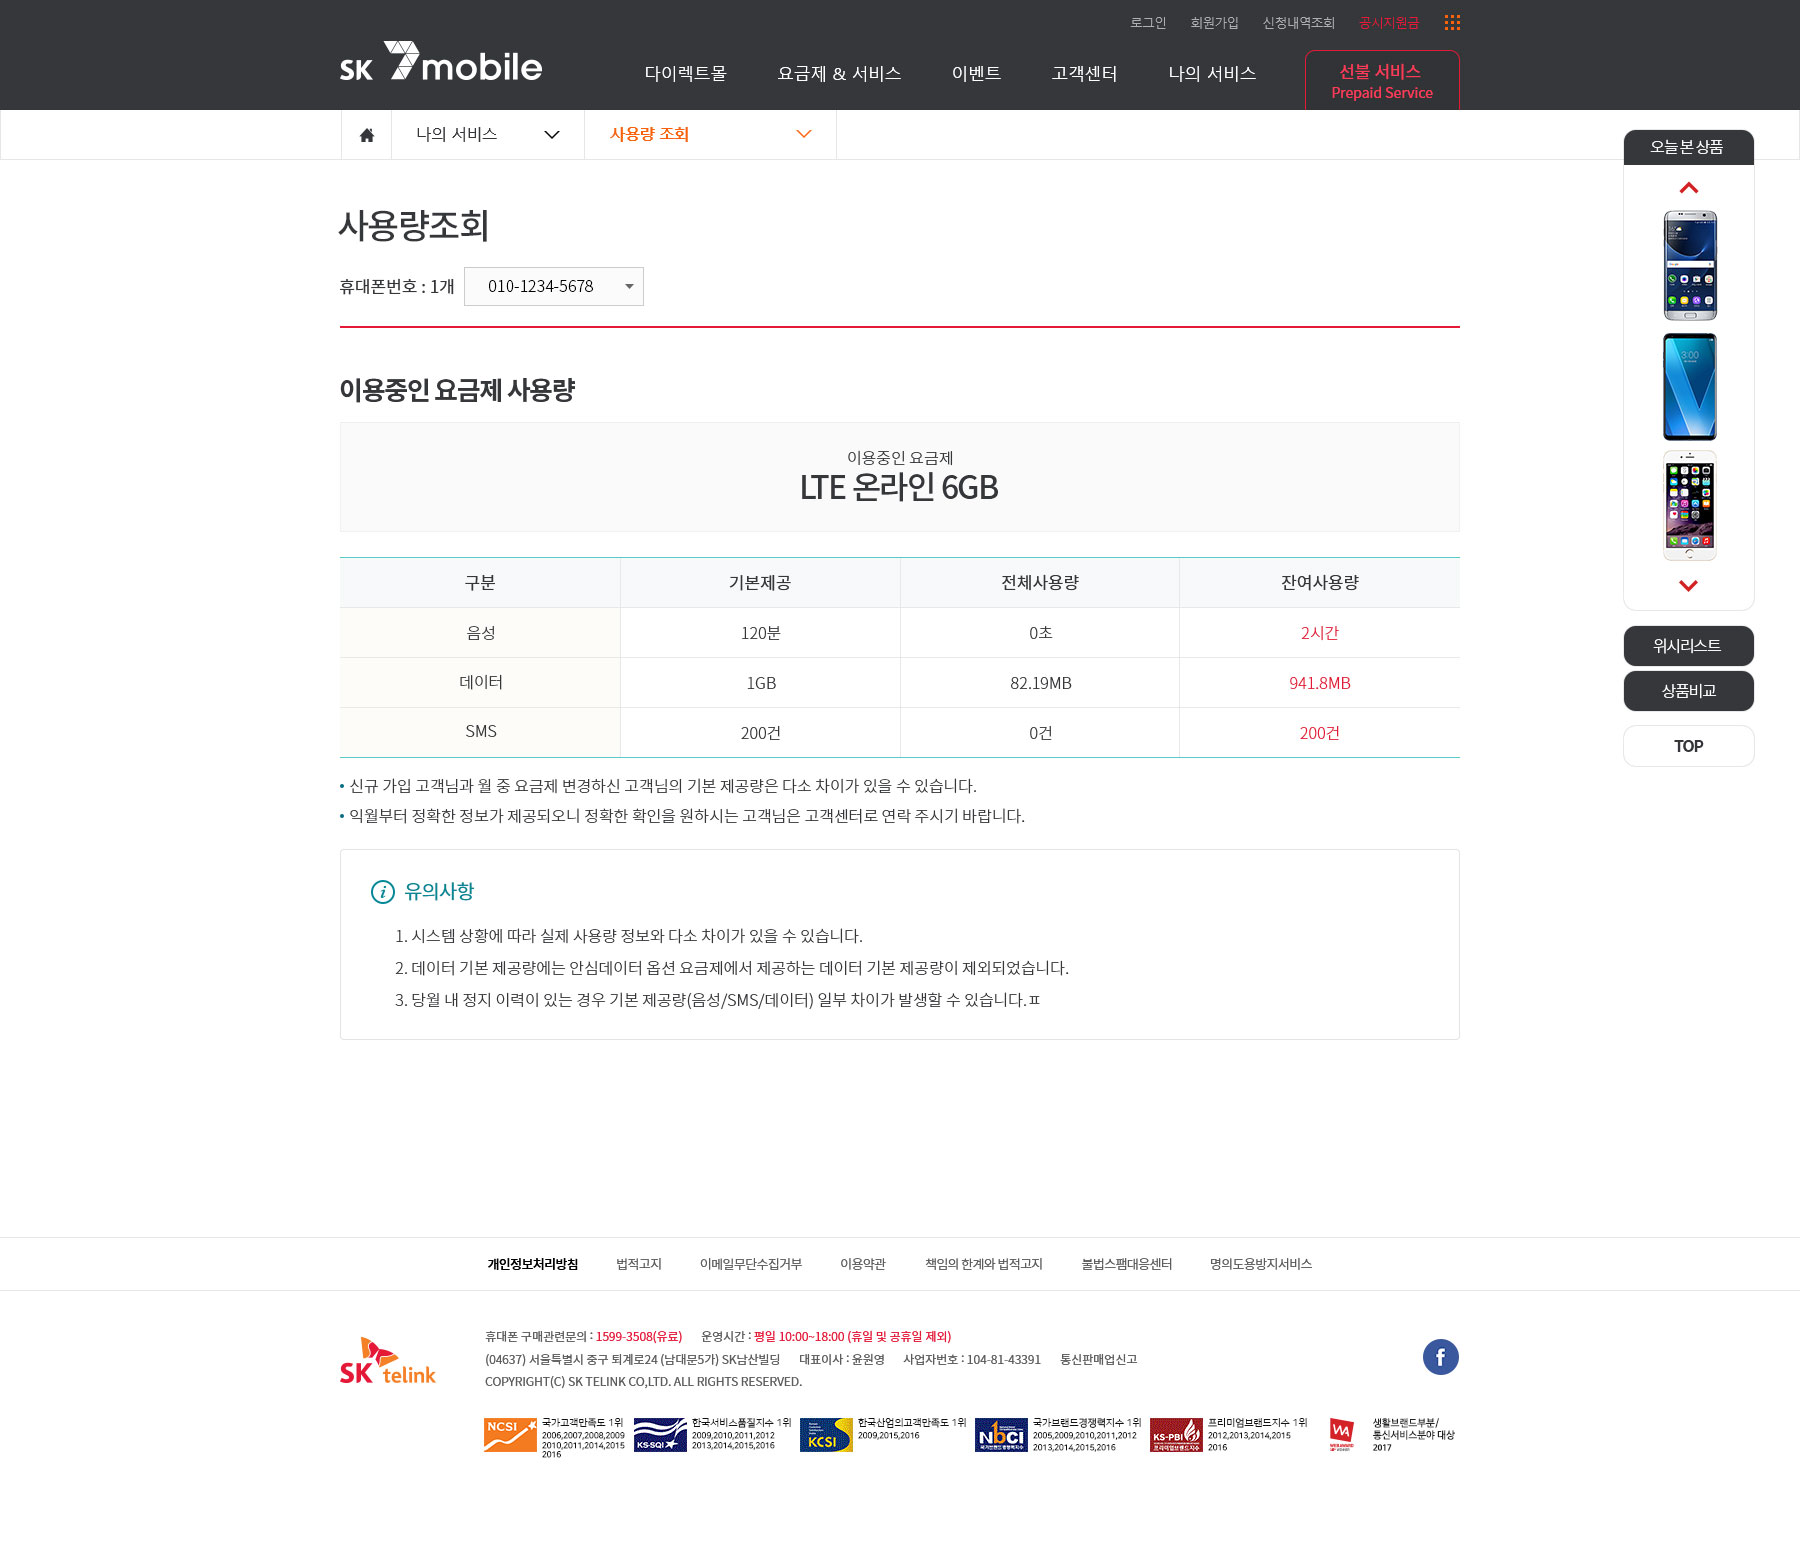 로그인 회원가입 신청내역조회 공시지원금
SK 7mobile
다이렉트몰 요금제 & 서비스 이벤트 고객센터 나의 서비스
선불 서비스
Prepaid Service
나의 서비스 사용량 조회
오늘 본 상품
사용량조회
휴대폰번호 : 1개 010-1234-5678
3:00
이용중인 요금제 사용량
이용중인 요금제
LTE 온라인 6GB
구분 기본제공 전체사용량 잔여사용량
음성 120분 0초 2시간
데이터 1GB 82.19MB 941.8MB
SMS 200건 0건 200건
위시리스트
상품비교
TOP
• 신규 가입 고객님과 월 중 요금제 변경하신 고객님의 기본 제공량은 다소 차이가 있을 수 있습니다.
• 익월부터 정확한 정보가 제공되오니 정확한 확인을 원하시는 고객님은 고객센터로 연락 주시기 바랍니다.
i 유의사항
1. 시스템 상황에 따라 실제 사용량 정보와 다소 차이가 있을 수 있습니다.
2. 데이터 기본 제공량에는 안심데이터 옵션 요금제에서 제공하는 데이터 기본 제공량이 제외되었습니다.
3. 당월 내 정지 이력이 있는 경우 기본 제공량(음성/SMS/데이터) 일부 차이가 발생할 수 있습니다.ㅍ
개인정보처리방침 법적고지 이메일무단수집거부 이용약관 책임의 한계와 법적고지 불법스팸대응센터 명의도용방지서비스
SK telink
휴대폰 구매관련문의 : 1599-3508(유료) 운영시간 : 평일 10:00~18:00 (휴일 및 공휴일 제외)
(04637) 서울특별시 중구 퇴계로24 (남대문5가) SK남산빌딩 대표이사 : 윤원영 사업자번호 : 104-81-43391 통신판매업신고
COPYRIGHT(C) SK TELINK CO,LTD. ALL RIGHTS RESERVED.
f
NCSI
국가고객만족도 1위
2006,2007,2008,2009
2010,2011,2014,2015
2016
KS-SQI
한국서비스품질지수 1위
2009,2010,2011,2012
2013,2014,2015,2016
KCSI
한국산업의고객만족도 1위
2009,2015,2016
NbCI
국가브랜드경쟁력지수
국가브랜드경쟁력지수 1위
2005,2009,2010,2011,2012
2013,2014,2015,2016
KS-PBI
프리미엄브랜드지수
프리미엄브랜드지수 1위
2012,2013,2014,2015
2016
생활브랜드부분/
통신서비스분야 대상
2017